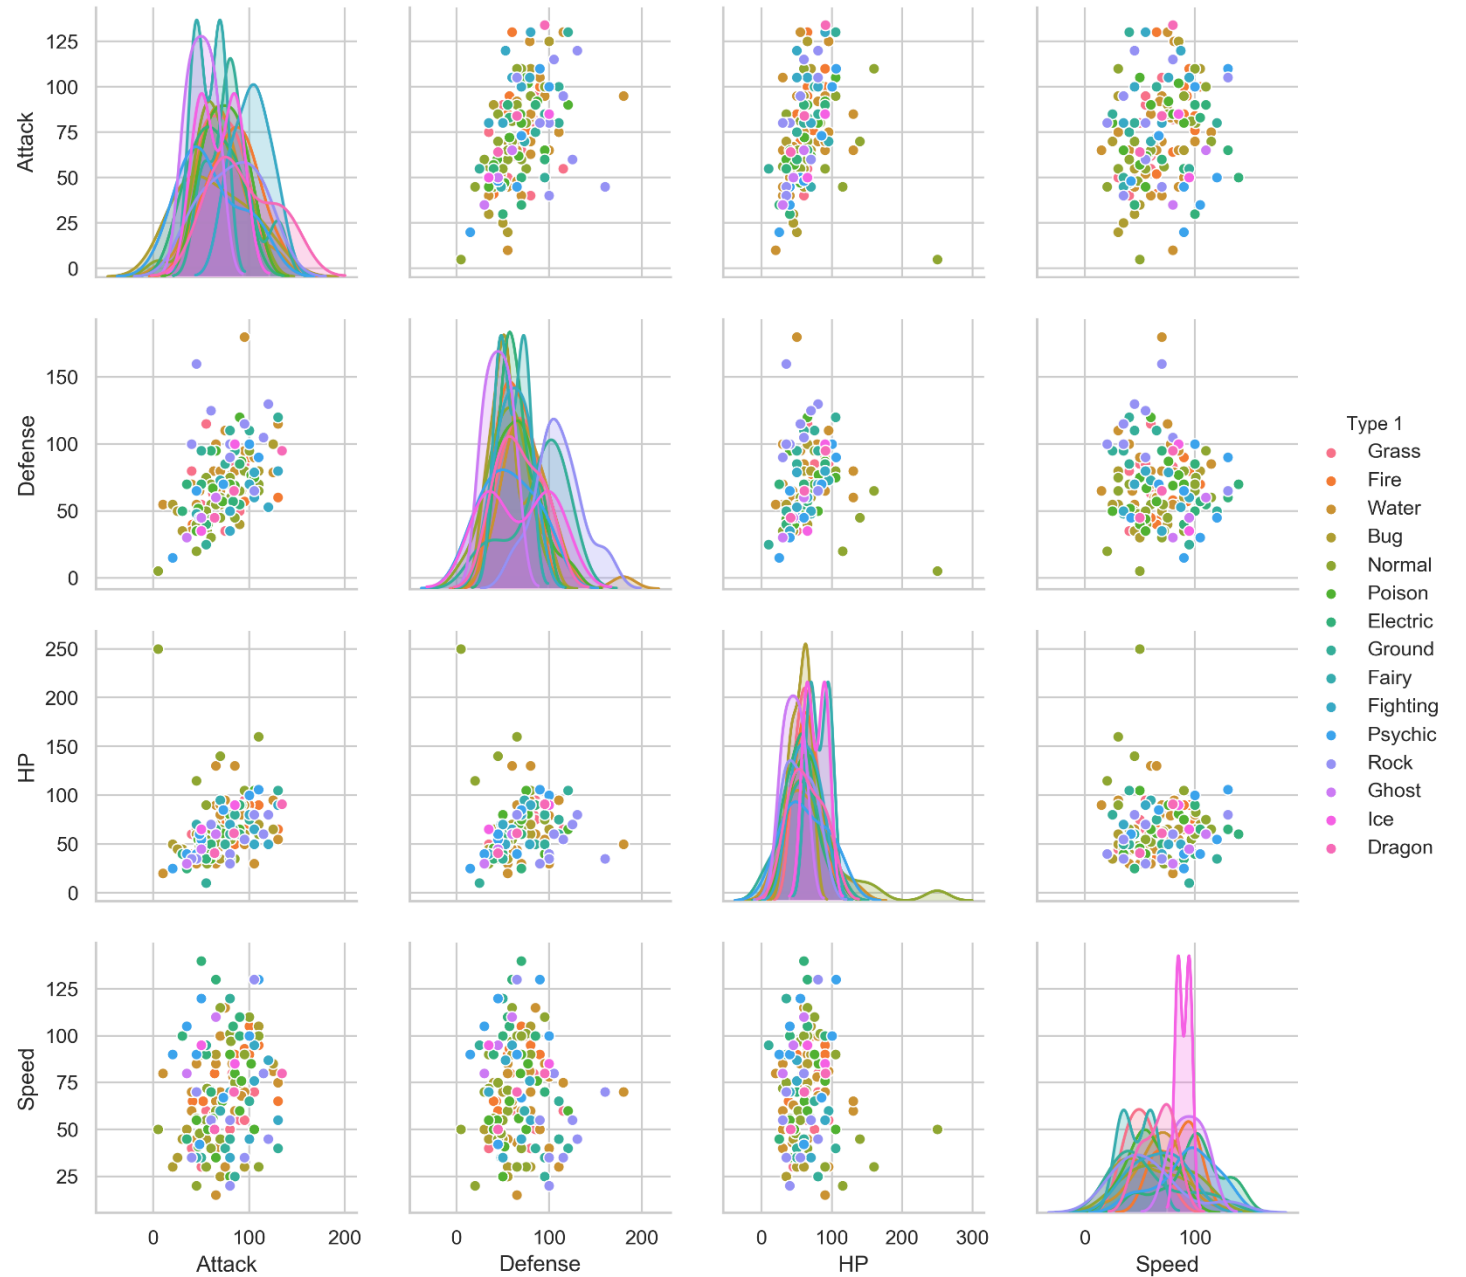 Attack
125
100
75
50
25
0
Defense
150
100
50
0
HP
250
200
150
100
50
0
Speed
125
100
75
50
25
0
100
200
Attack
0
100
200
Defense
0
100
200
300
HP
0
100
Speed
Type 1
Grass
Fire
Water
Bug
Normal
Poison
Electric
Ground
Fairy
Fighting
Psychic
Rock
Ghost
Ice
Dragon